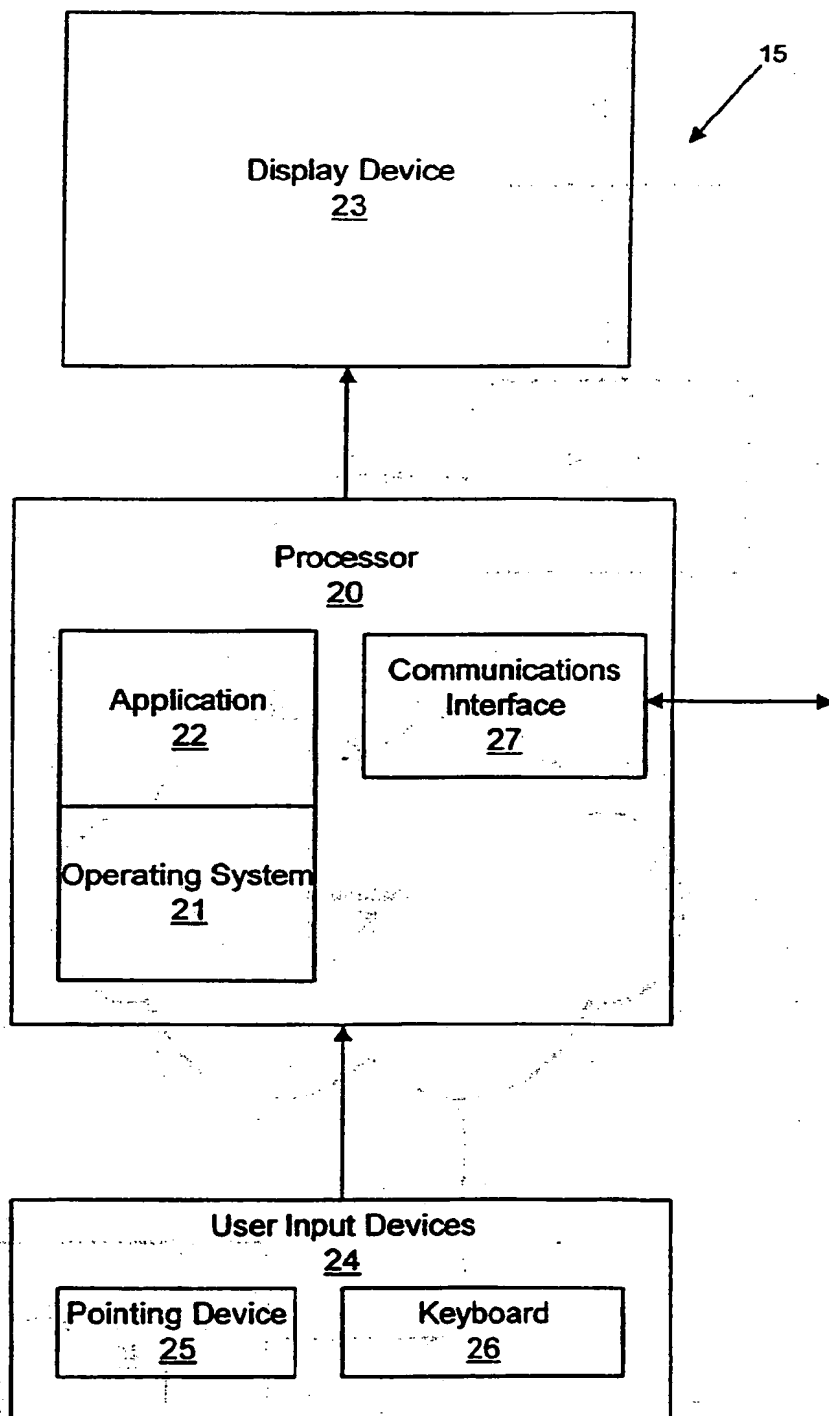 15
Display Device
23
Processor
20
Application
22
Communications
Interface
27
Operating System
21
User Input Devices
24
Pointing Device
25
Keyboard
26